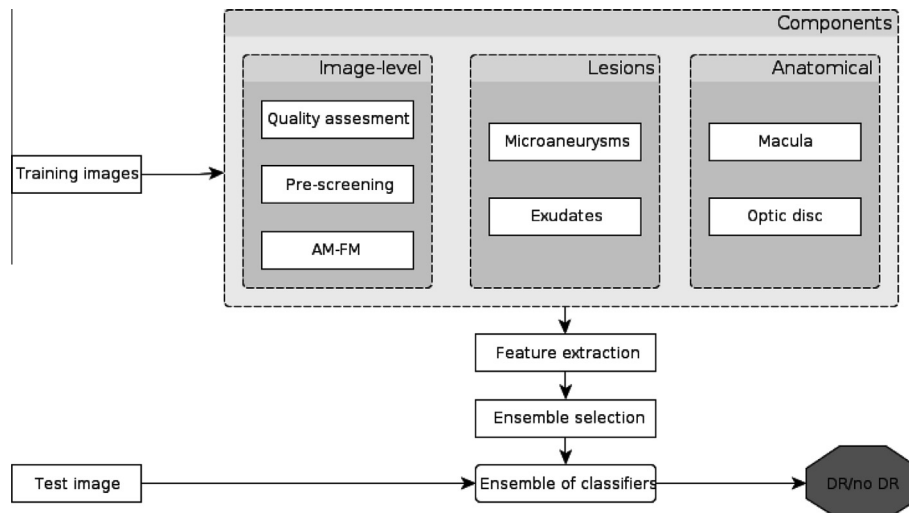 Components
Image-level
Lesions
Anatomical
Quality assesment
Pre-screening
AM-FM
Microaneurysms
Exudates
Macula
Optic disc
Training images
Feature extraction
Ensemble selection
Test image
Ensemble of classifiers
DR/no DR